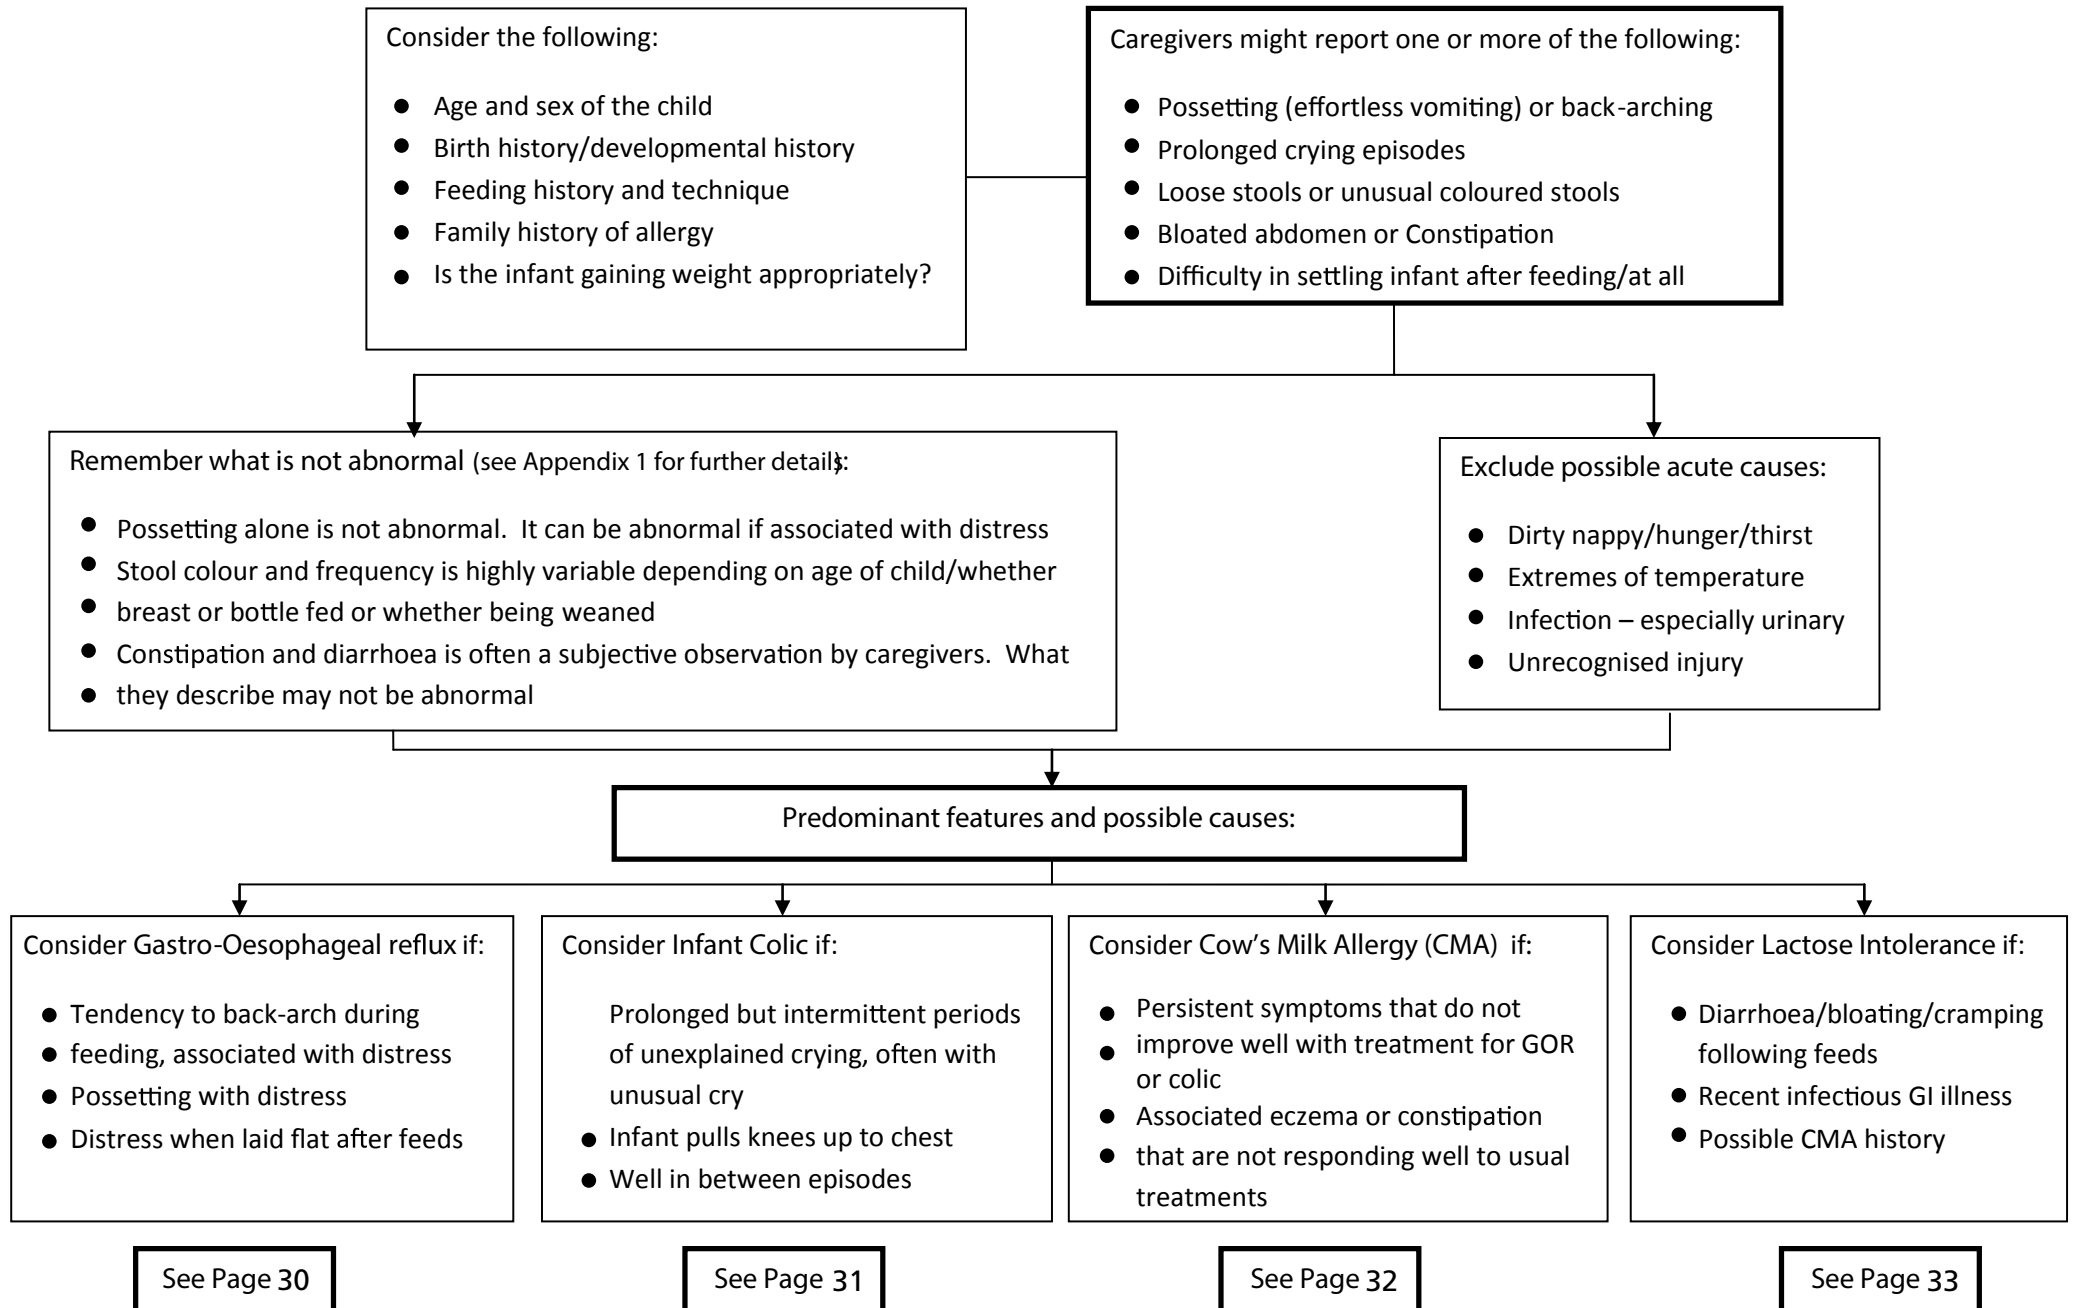 Consider the following:
● Age and sex of the child
● Birth history/developmental history
● Feeding history and technique
● Family history of allergy
● Is the infant gaining weight appropriately?
Caregivers might report one or more of the following:
● Possetting (effortless vomiting) or back-arching
● Prolonged crying episodes
● Loose stools or unusual coloured stools
● Bloated abdomen or Constipation
● Difficulty in settling infant after feeding/at all
Remember what is not abnormal (see Appendix 1 for further details):
● Possetting alone is not abnormal. It can be abnormal if associated with distress
● Stool colour and frequency is highly variable depending on age of child/whether
● breast or bottle fed or whether being weaned
● Constipation and diarrhoea is often a subjective observation by caregivers. What
● they describe may not be abnormal
Exclude possible acute causes:
● Dirty nappy/hunger/thirst
● Extremes of temperature
● Infection – especially urinary
● Unrecognised injury
Predominant features and possible causes:
Consider Gastro-Oesophageal reflux if:
● Tendency to back-arch during
● feeding, associated with distress
● Possetting with distress
● Distress when laid flat after feeds
See Page 30
Consider Infant Colic if:
Prolonged but intermittent periods
of unexplained crying, often with
unusual cry
● Infant pulls knees up to chest
● Well in between episodes
See Page 31
Consider Cow's Milk Allergy (CMA) if:
● Persistent symptoms that do not
● improve well with treatment for GOR
or colic
● Associated eczema or constipation
● that are not responding well to usual
treatments
See Page 32
Consider Lactose Intolerance if:
● Diarrhoea/bloating/cramping
following feeds
● Recent infectious GI illness
● Possible CMA history
See Page 33